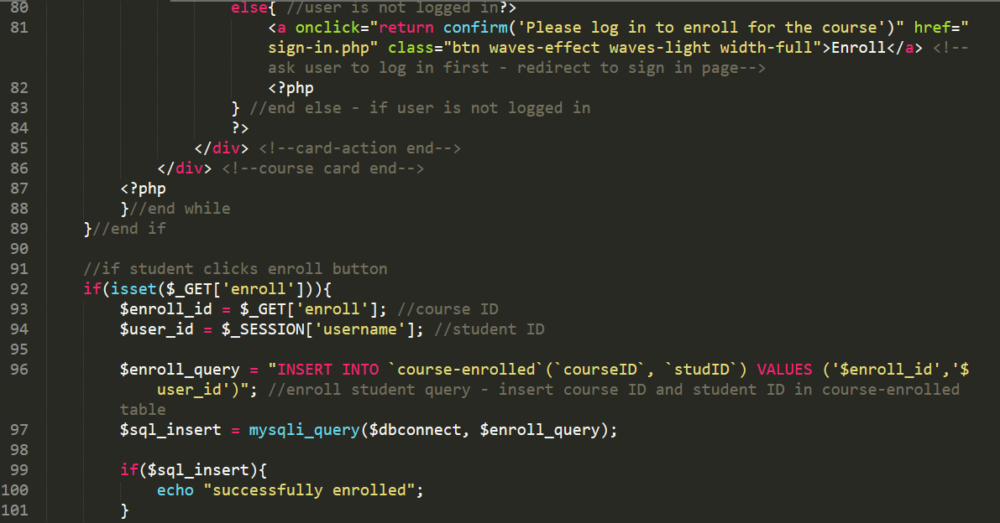 80 else{ //user is not logged in?>
81 <a onclick="return confirm('Please log in to enroll for the course')" href="
sign-in.php" class="btn waves-effect waves-light width-full">Enroll</a> <!--
ask user to log in first - redirect to sign in page-->
82 <?php
83 } //end else - if user is not logged in
84 ?>
85 </div> <!--card-action end-->
86 </div> <!--course card end-->
87 <?php
88 }//end while
89 }//end if
90
91 //if student clicks enroll button
92 if(isset($_GET['enroll'])){
93 $enroll_id = $_GET['enroll']; //course ID
94 $user_id = $_SESSION['username']; //student ID
95
96 $enroll_query = "INSERT INTO `course-enrolled`(`courseID`, `studID`) VALUES ('$enroll_id','$
user_id')"; //enroll student query - insert course ID and student ID in course-enrolled
table
97 $sql_insert = mysqli_query($dbconnect, $enroll_query);
98
99 if($sql_insert){
100 echo "successfully enrolled";
101 }